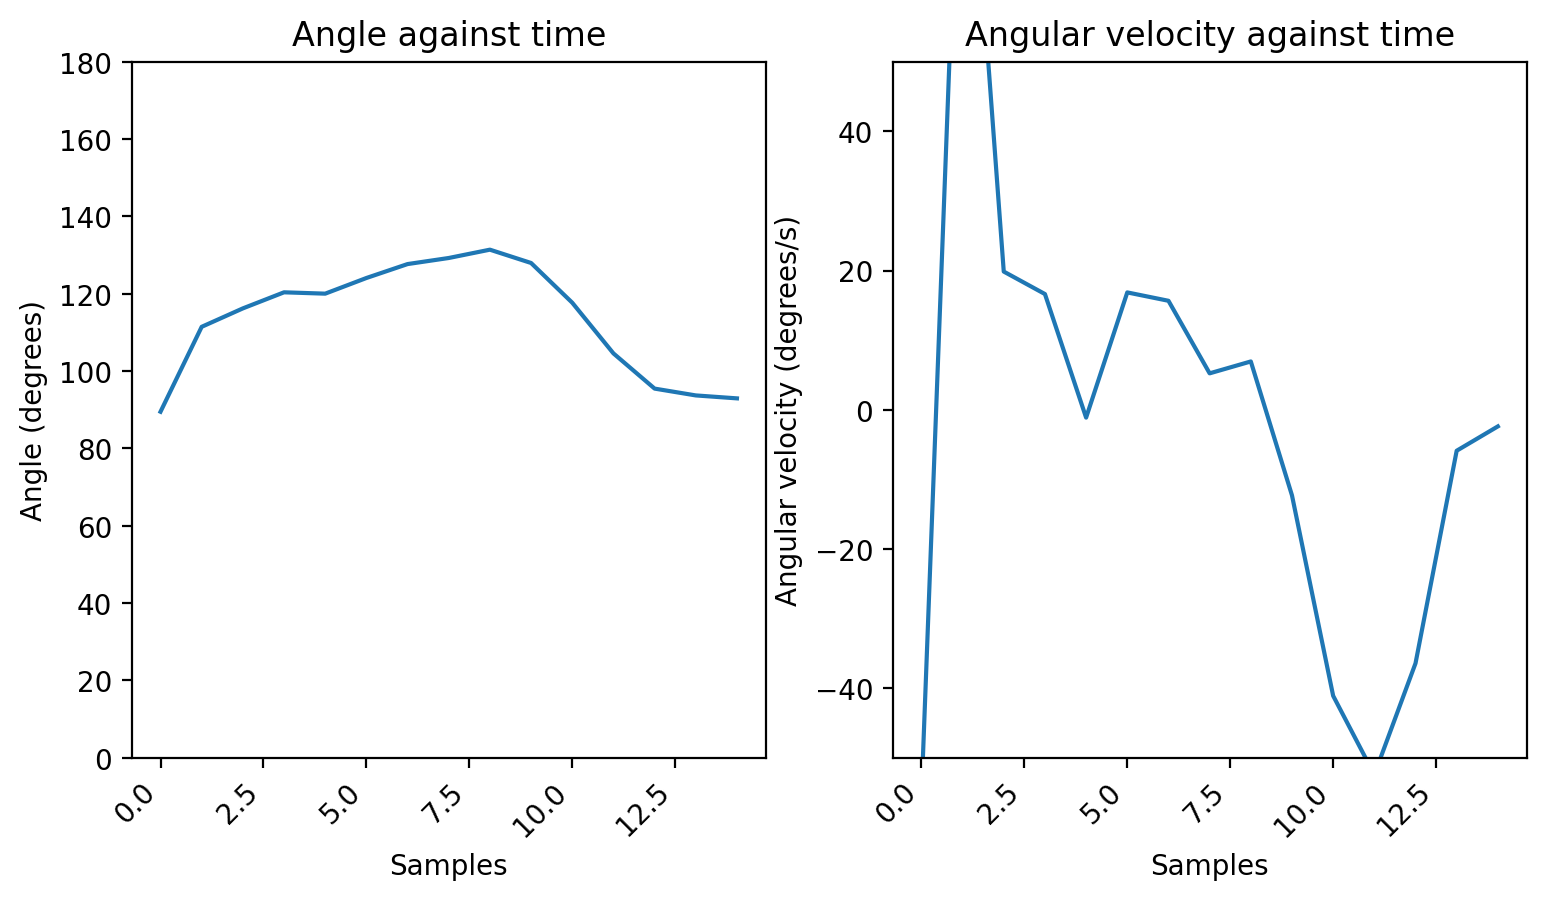 Angle against time
Angle (degrees)
180
160
140
120
100
80
60
40
20
0
0.0 2.5 5.0 7.5 10.0 12.5
Samples
Angular velocity against time
Angular velocity (degrees/s)
40
20
0
−20
−40
0.0 2.5 5.0 7.5 10.0 12.5
Samples